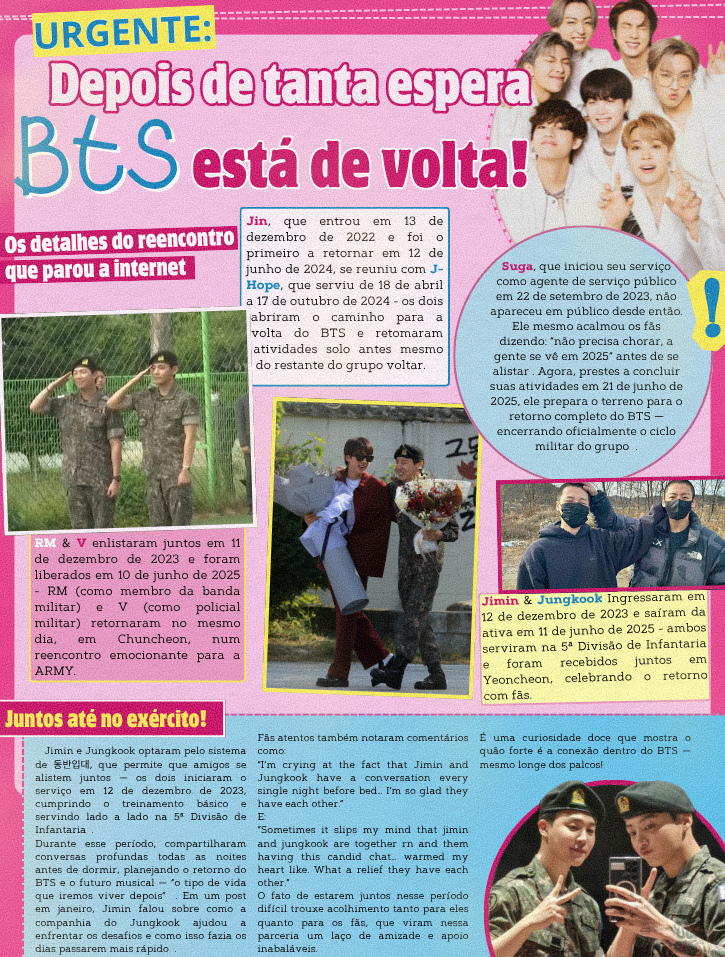 URGENTE:
Depois de tanta espera
BtS está de volta!
Os detalhes do reencontro
que parou a internet
Jin, que entrou em 13 de
dezembro de 2022 e foi o
primeiro a retornar em 12 de
junho de 2024, se reuniu com J-
Hope, que serviu de 18 de abril
a 17 de outubro de 2024 - os dois
abriram o caminho para a
volta do BTS e retomaram
atividades solo antes mesmo
do restante do grupo voltar.
Suga, que iniciou seu serviço
como agente de serviço público
em 22 de setembro de 2023, não
apareceu em público desde então.
Ele mesmo acalmou os fãs
dizendo: “não precisa chorar, a
gente se vê em 2025” antes de se
alistar . Agora, prestes a concluir
suas atividades em 21 de junho de
2025, ele prepara o terreno para o
retorno completo do BTS —
encerrando oficialmente o ciclo
militar do grupo .
!
RM & V enlistaram juntos em 11
de dezembro de 2023 e foram
liberados em 10 de junho de 2025
- RM (como membro da banda
militar) e V (como policial
militar) retornaram no mesmo
dia, em Chuncheon, num
reencontro emocionante para a
ARMY.
Jimin & Jungkook Ingressaram em
12 de dezembro de 2023 e saíram da
ativa em 11 de junho de 2025 - ambos
serviram na 5ª Divisão de Infantaria
e foram recebidos juntos em
Yeoncheon, celebrando o retorno
com fãs.
Juntos até no exército!
Jimin e Jungkook optaram pelo sistema
de 동반입대, que permite que amigos se
alistem juntos — os dois iniciaram o
serviço em 12 de dezembro de 2023,
cumprindo o treinamento básico e
servindo lado a lado na 5ª Divisão de
Infantaria .
Durante esse período, compartilharam
conversas profundas todas as noites
antes de dormir, planejando o retorno do
BTS e o futuro musical — “o tipo de vida
que iremos viver depois” . Em um post
em janeiro, Jimin falou sobre como a
companhia do Jungkook ajudou a
enfrentar os desafios e como isso fazia os
dias passarem mais rápido .
Fãs atentos também notaram comentários
como:
“I’m crying at the fact that Jimin and
Jungkook have a conversation every
single night before bed… I’m so glad they
have each other.”
E:
“Sometimes it slips my mind that jimin
and jungkook are together rn and them
having this candid chat… warmed my
heart like. What a relief they have each
other.”
O fato de estarem juntos nesse período
difícil trouxe acolhimento tanto para eles
quanto para os fãs, que viram nessa
parceria um laço de amizade e apoio
inabaláveis.
É uma curiosidade doce que mostra o
quão forte é a conexão dentro do BTS —
mesmo longe dos palcos!